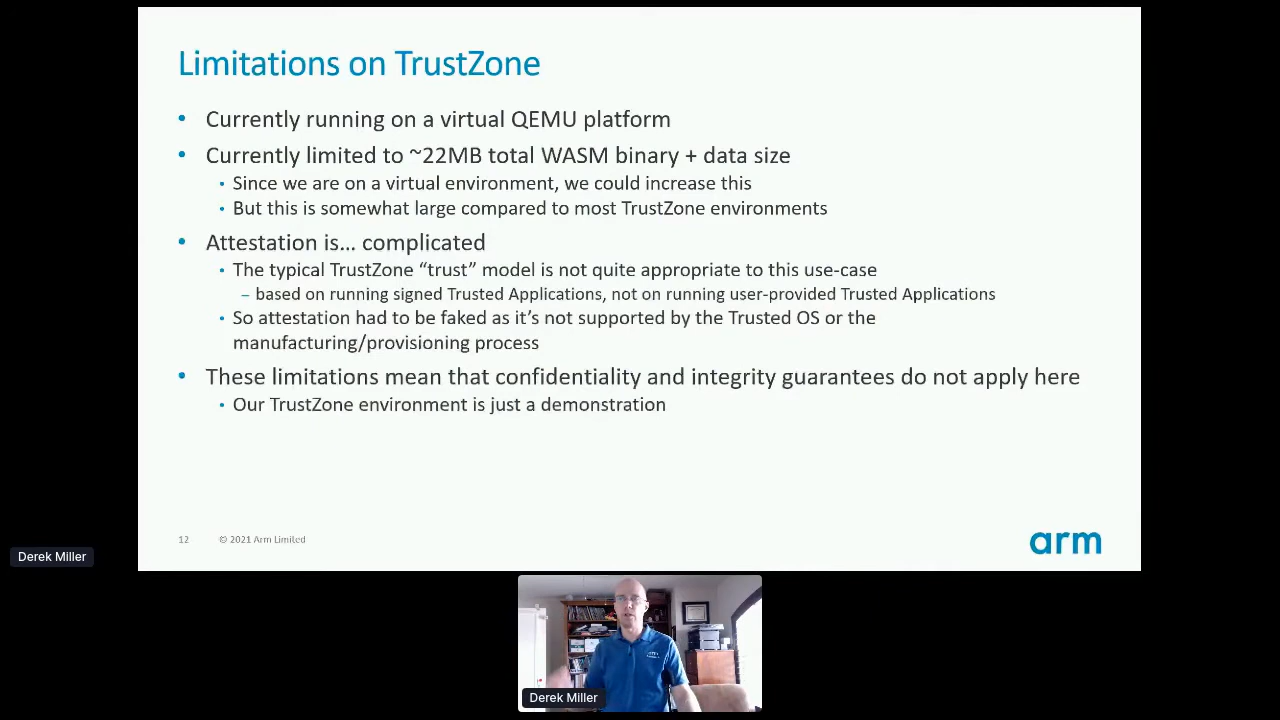 Limitations on TrustZone
• Currently running on a virtual QEMU platform
• Currently limited to ~22MB total WASM binary + data size
• Since we are on a virtual environment, we could increase this
• But this is somewhat large compared to most TrustZone environments
• Attestation is... complicated
• The typical TrustZone “trust” model is not quite appropriate to this use-case
– based on running signed Trusted Applications, not on running user-provided Trusted Applications
• So attestation had to be faked as it’s not supported by the Trusted OS or the
manufacturing/provisioning process
• These limitations mean that confidentiality and integrity guarantees do not apply here
• Our TrustZone environment is just a demonstration
12 © 2021 Arm Limited
arm
Derek Miller
Derek Miller